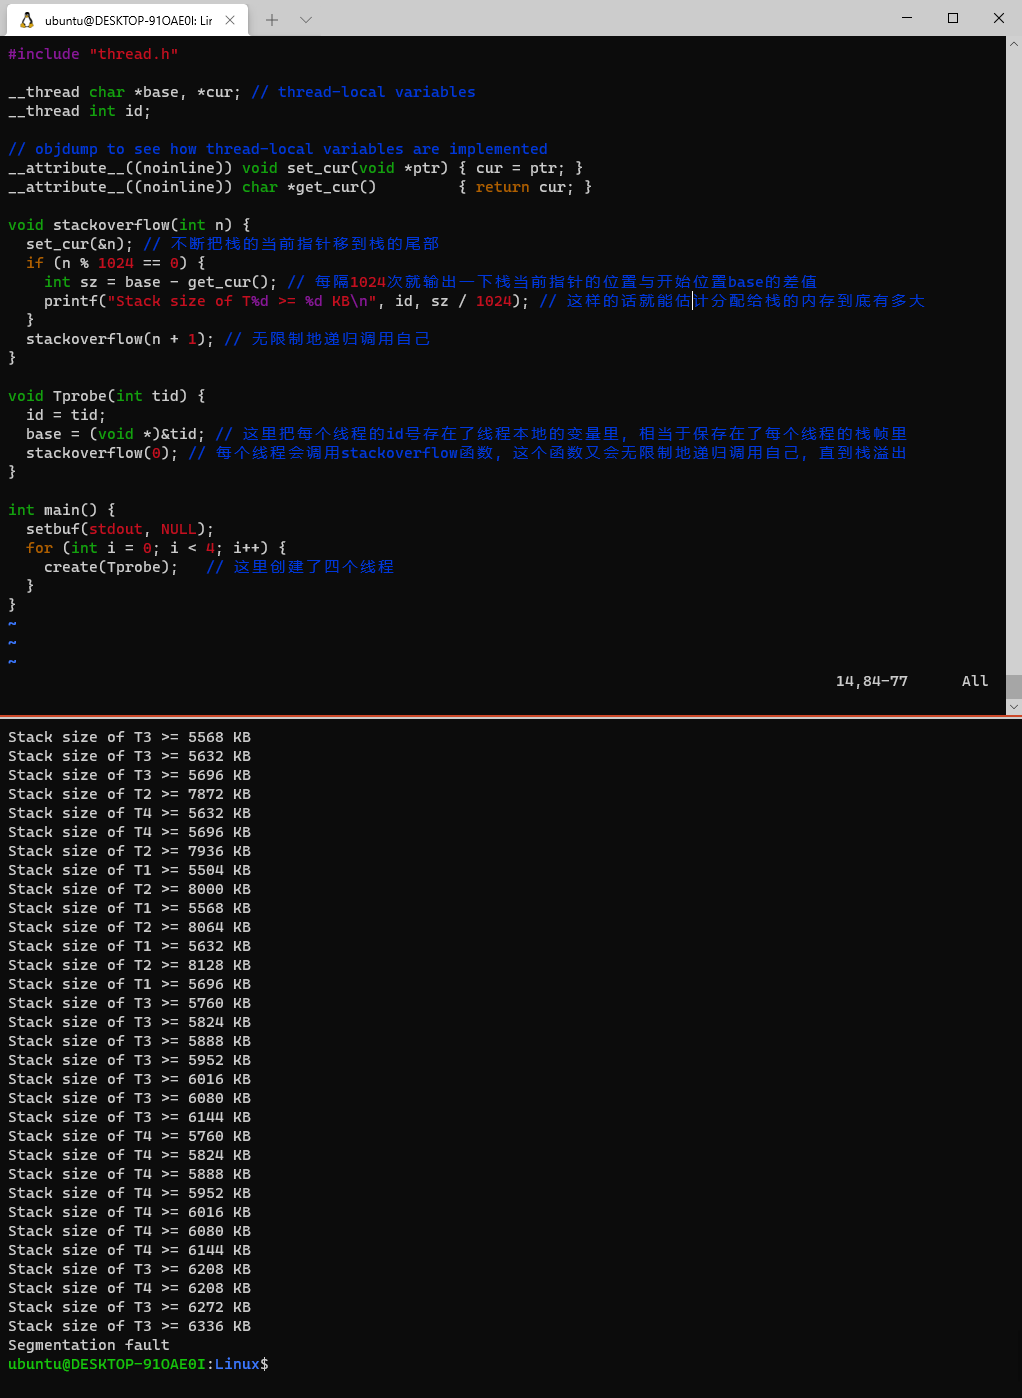 ubuntu@DESKTOP-91OAE0I: Lir
#include "thread.h"
__thread char *base, *cur; // thread-local variables
__thread int id;
// objdump to see how thread-local variables are implemented
__attribute__((noinline)) void set_cur(void *ptr) { cur = ptr; }
__attribute__((noinline)) char *get_cur()         { return cur; }
void stackoverflow(int n) {
  set_cur(&n); // 不断把栈的当前指针移到栈的尾部
  if (n % 1024 == 0) {
    int sz = base - get_cur(); // 每隔1024次就输出一下栈当前指针的位置与开始位置base的差值
    printf("Stack size of T%d >= %d KB\n", id, sz / 1024); // 这样的话就能估计分配给栈的内存到底有多大
  }
  stackoverflow(n + 1); // 无限制地递归调用自己
}
void Tprobe(int tid) {
  id = tid;
  base = (void *)&tid; // 这里把每个线程的id号存在了线程本地的变量里，相当于保存在了每个线程的栈帧里
  stackoverflow(0); // 每个线程会调用stackoverflow函数，这个函数又会无限制地递归调用自己，直到栈溢出
}
int main() {
  setbuf(stdout, NULL);
  for (int i = 0; i < 4; i++) {
    create(Tprobe);   // 这里创建了四个线程
  }
}
~
~
~
14,84-77      All
Stack size of T3 >= 5568 KB
Stack size of T3 >= 5632 KB
Stack size of T3 >= 5696 KB
Stack size of T2 >= 7872 KB
Stack size of T4 >= 5632 KB
Stack size of T4 >= 5696 KB
Stack size of T2 >= 7936 KB
Stack size of T1 >= 5504 KB
Stack size of T2 >= 8000 KB
Stack size of T1 >= 5568 KB
Stack size of T2 >= 8064 KB
Stack size of T1 >= 5632 KB
Stack size of T2 >= 8128 KB
Stack size of T1 >= 5696 KB
Stack size of T3 >= 5760 KB
Stack size of T3 >= 5824 KB
Stack size of T3 >= 5888 KB
Stack size of T3 >= 5952 KB
Stack size of T3 >= 6016 KB
Stack size of T3 >= 6080 KB
Stack size of T3 >= 6144 KB
Stack size of T4 >= 5760 KB
Stack size of T4 >= 5824 KB
Stack size of T4 >= 5888 KB
Stack size of T4 >= 5952 KB
Stack size of T4 >= 6016 KB
Stack size of T4 >= 6080 KB
Stack size of T4 >= 6144 KB
Stack size of T3 >= 6208 KB
Stack size of T4 >= 6208 KB
Stack size of T3 >= 6272 KB
Stack size of T3 >= 6336 KB
Segmentation fault
ubuntu@DESKTOP-91OAE0I:Linux$